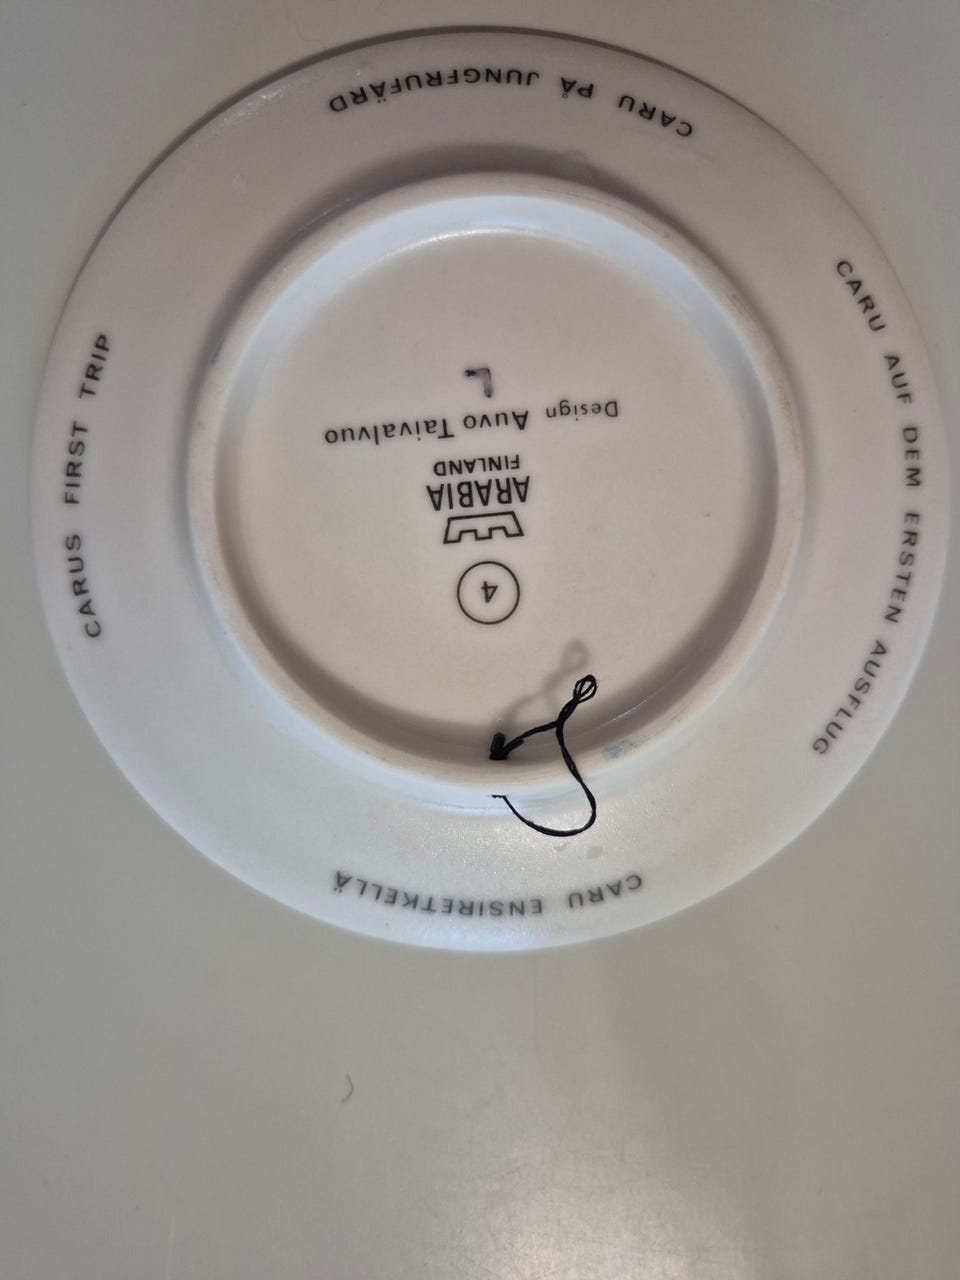 CARU ENSIRETKELLÄ
CARUS FIRST TRIP
CARU PÅ JUNGFRUFÄRD
CARU AUF DEM ERSTEN AUSFLUG
4
ARABIA
FINLAND
Design Auvo Taivalvuo
L